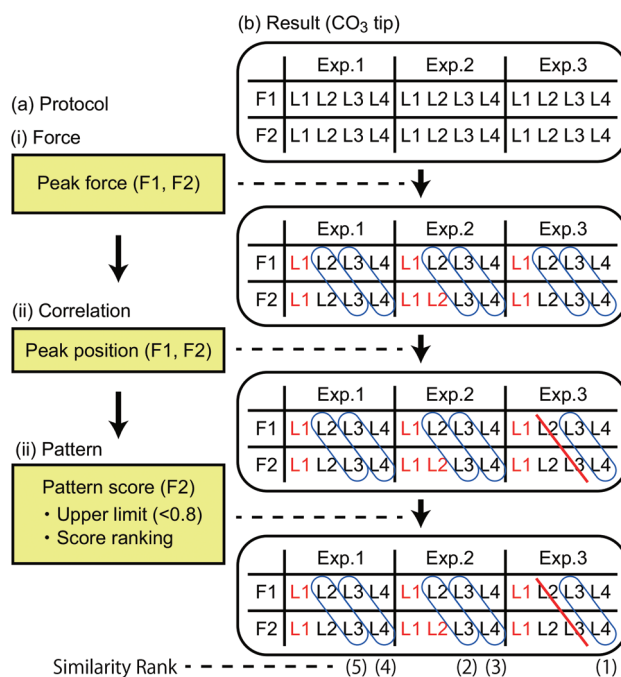 (b) Result (CO3 tip)
Exp.1 Exp.2 Exp.3
F1 L1 L2 L3 L4 L1 L2 L3 L4 L1 L2 L3 L4
F2 L1 L2 L3 L4 L1 L2 L3 L4 L1 L2 L3 L4
(a) Protocol
(i) Force
Peak force (F1, F2)
Exp.1 Exp.2 Exp.3
F1 L1 L2 L3 L4 L1 L2 L3 L4 L1 L2 L3 L4
F2 L1 L2 L3 L4 L1 L2 L3 L4 L1 L2 L3 L4
(ii) Correlation
Peak position (F1, F2)
Exp.1 Exp.2 Exp.3
F1 L1 L2 L3 L4 L1 L2 L3 L4 L1 L2 L3 L4
F2 L1 L2 L3 L4 L1 L2 L3 L4 L1 L2 L3 L4
(ii) Pattern
Pattern score (F2)
・Upper limit (<0.8)
・Score ranking
Exp.1 Exp.2 Exp.3
F1 L1 L2 L3 L4 L1 L2 L3 L4 L1 L2 L3 L4
F2 L1 L2 L3 L4 L1 L2 L3 L4 L1 L2 L3 L4
Similarity Rank (5) (4) (2) (3) (1)